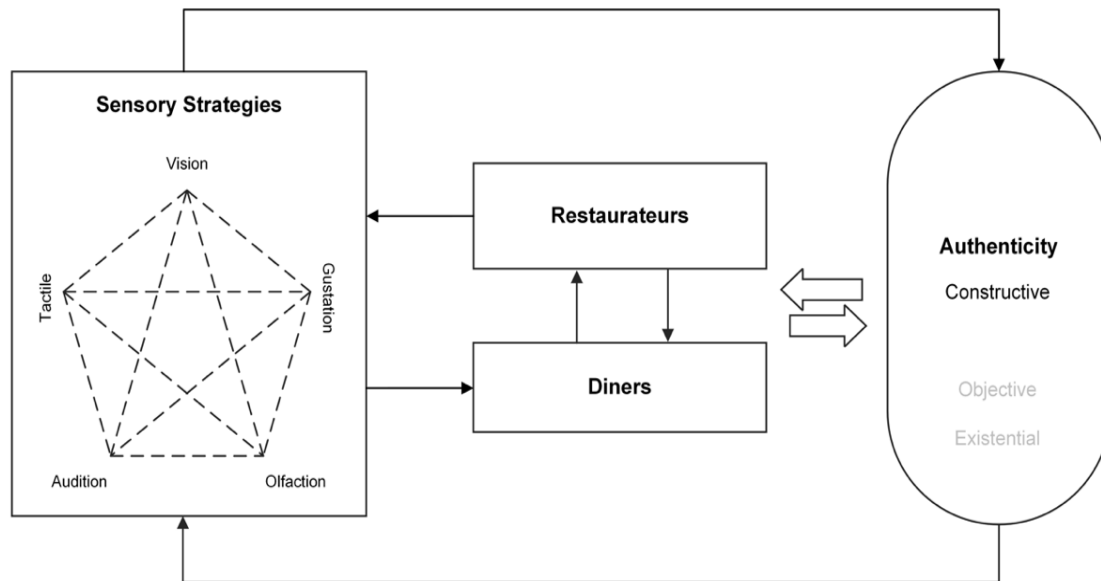 Sensory Strategies
Vision
Tactile
Gustation
Audition
Olfaction
Restaurateurs
Diners
Authenticity
Constructive
Objective
Existential